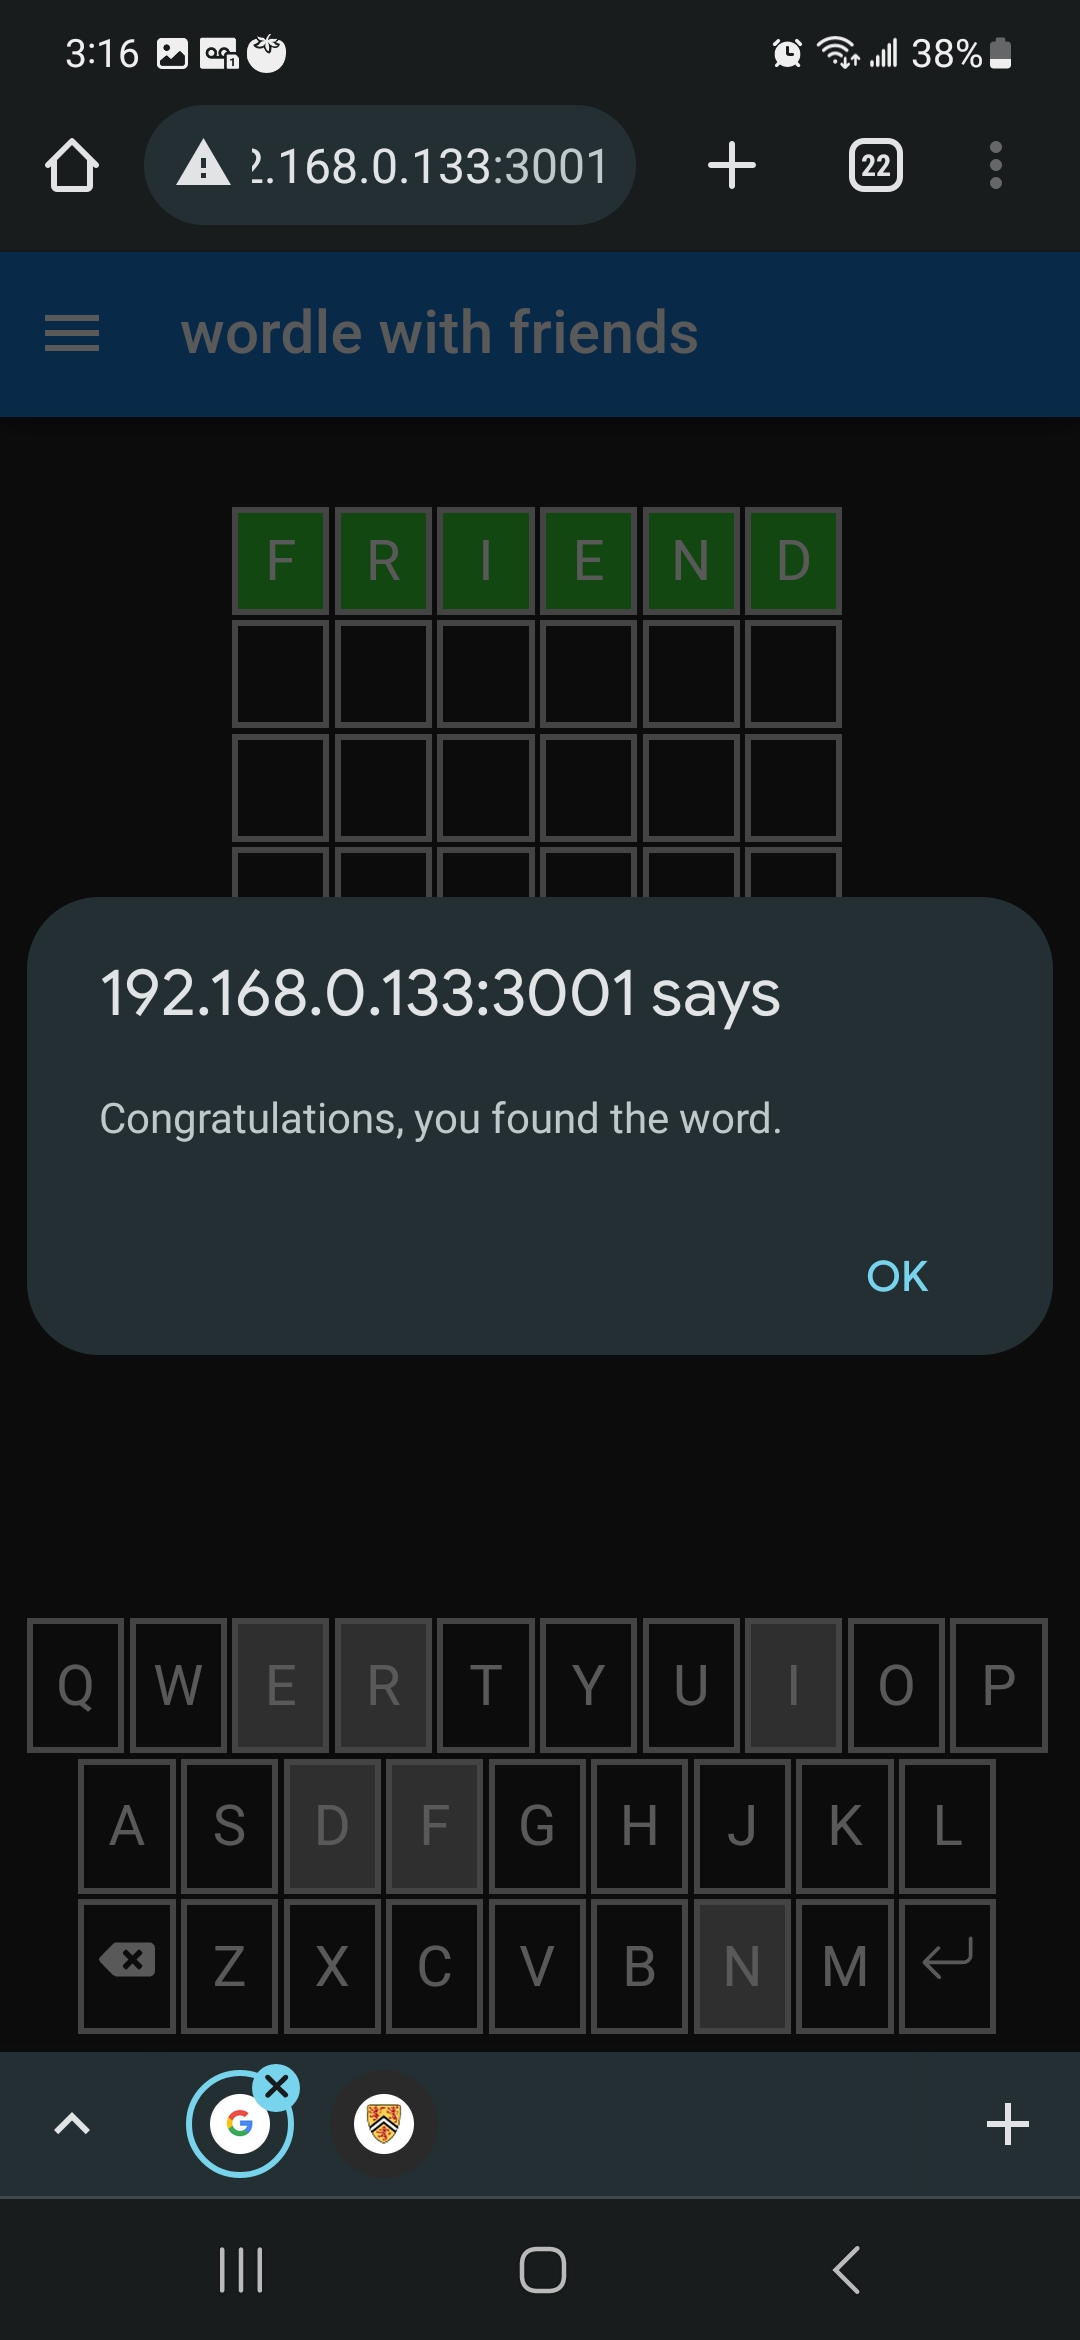 3:16 38%
2.168.0.133:3001 22
wordle with friends
F R I E N D
192.168.0.133:3001 says
Congratulations, you found the word.
OK
Q W E R T Y U I O P
A S D F G H J K L
Z X C V B N M
G